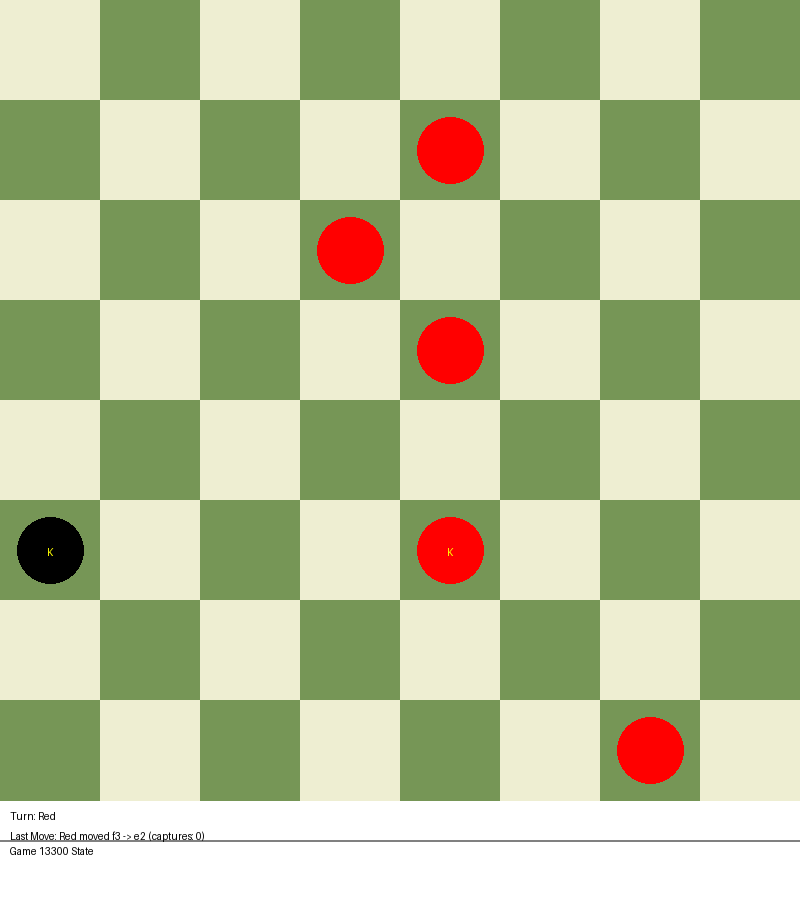 K
K
Turn: Red
Last Move: Red moved f3 -> e2 (captures: 0)
Game 13300 State